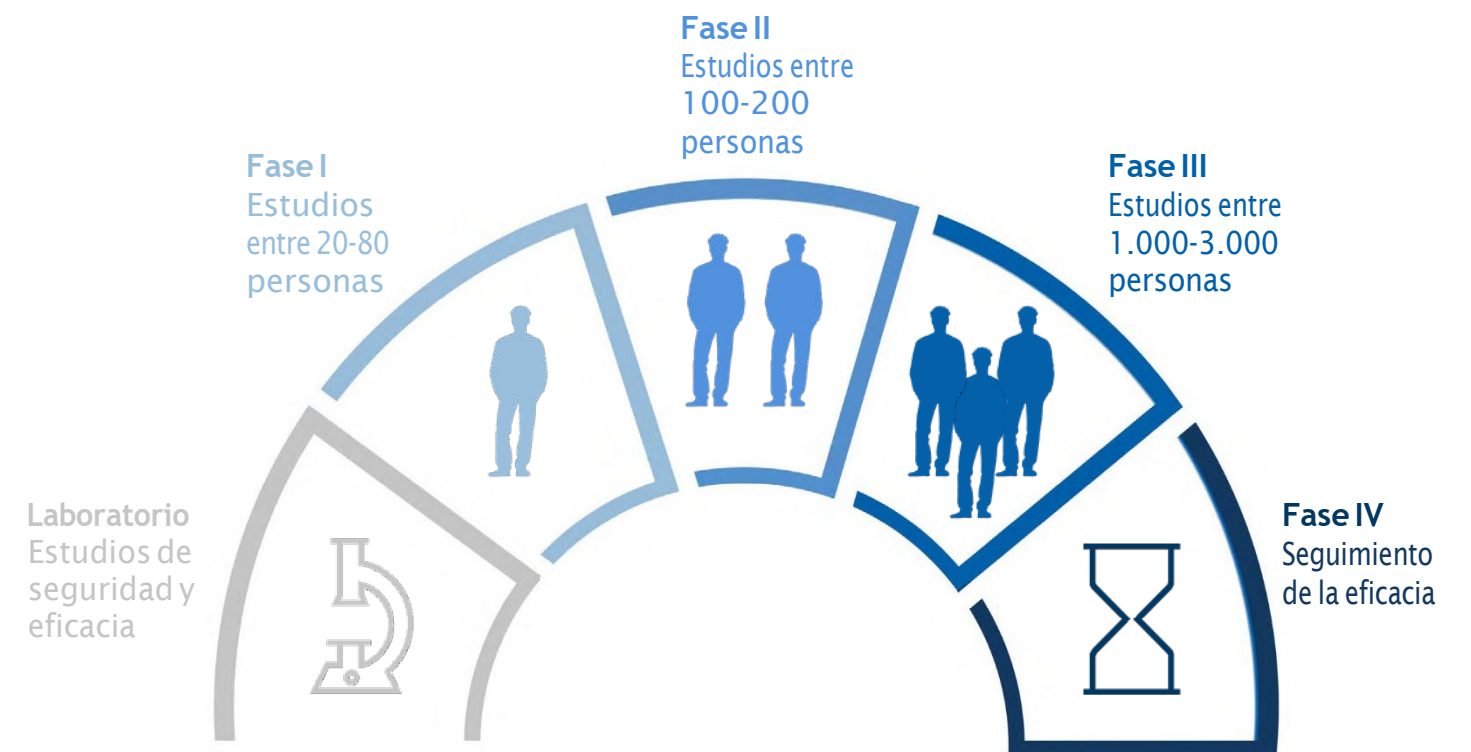 Laboratorio
Estudios de
seguridad y
eficacia
Fase I
Estudios
entre 20-80
personas
Fase II
Estudios entre
100-200
personas
Fase III
Estudios entre
1.000-3.000
personas
Fase IV
Seguimiento
de la eficacia